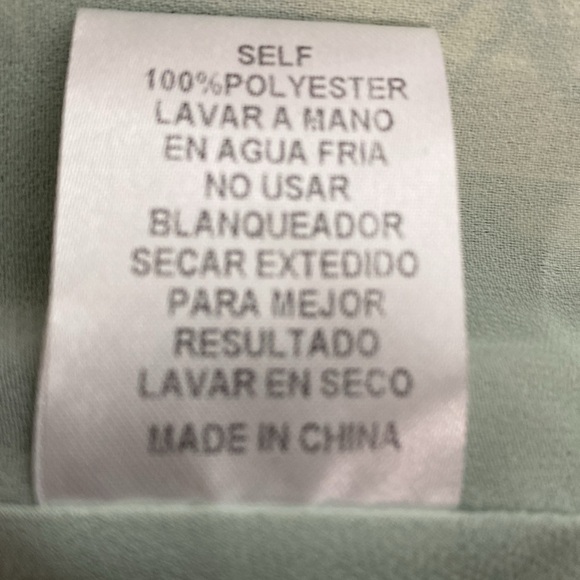 SELF
100%POLYESTER
LAVAR A MANO
EN AGUA FRIA
NO USAR
BLANQUEADOR
SECAR EXTEDIDO
PARA MEJOR
RESULTADO
LAVAR EN SECO
MADE IN CHINA